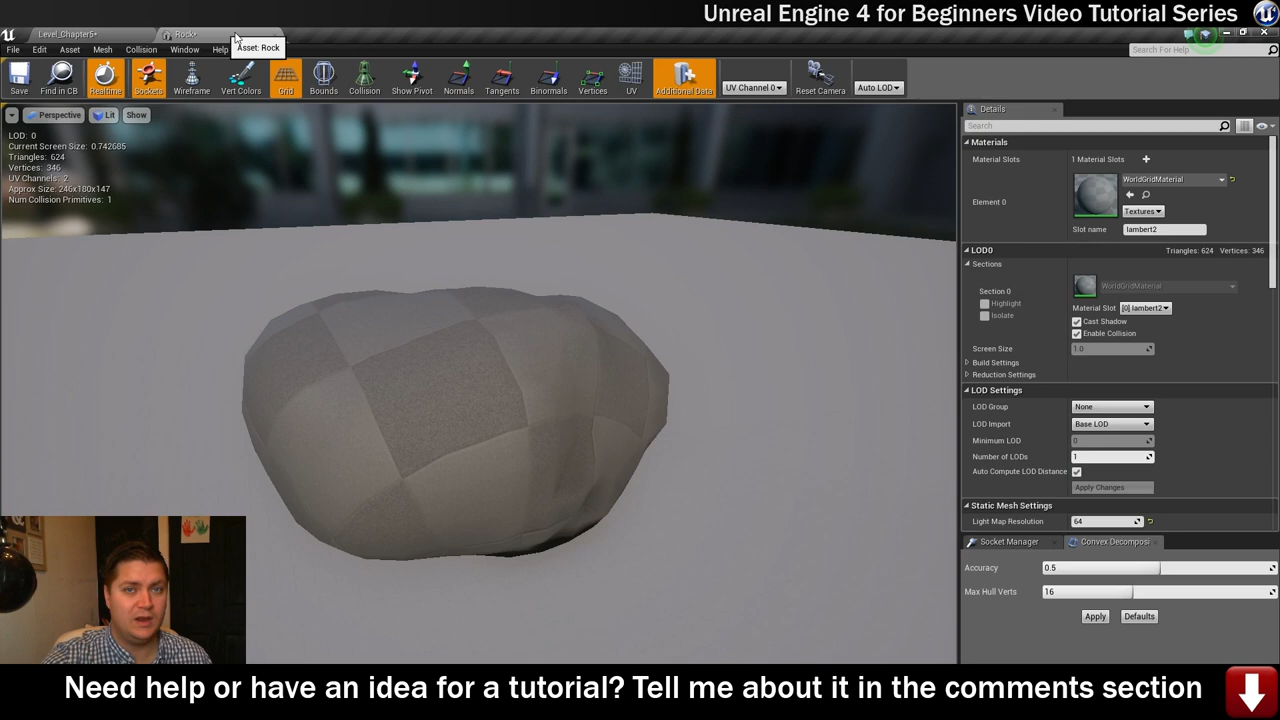 Unreal Engine 4 for Beginners Video Tutorial Series
Level_Chapter5*
Rock*
File Edit Asset Mesh Collision Window Help
Asset: Rock
Search For Help
Save
Find in CB
Realtime
Sockets
Wireframe
Vert Colors
Grid
Bounds
Collision
Show Pivot
Normals
Tangents
Binormals
Vertices
UV
Additional Data
UV Channel 0
Reset Camera
Auto LOD
Perspective
Lit
Show
LOD: 0
Current Screen Size: 0.742685
Triangles: 624
Vertices: 346
UV Channels: 2
Approx Size: 246x180x147
Num Collision Primitives: 1
Details
Search
Materials
Material Slots
1 Material Slots
Element 0
WorldGridMaterial
Textures
Slot name
lambert2
LOD0
Triangles: 624 Vertices: 346
Sections
Section 0
Highlight
Isolate
WorldGridMaterial
Material Slot
[0] lambert2
Cast Shadow
Enable Collision
Screen Size
1.0
Build Settings
Reduction Settings
LOD Settings
LOD Group
None
LOD Import
Base LOD
Minimum LOD
0
Number of LODs
1
Auto Compute LOD Distance
Apply Changes
Static Mesh Settings
Light Map Resolution
64
Socket Manager
Convex Decomposi
Accuracy
0.5
Max Hull Verts
16
Apply
Defaults
Need help or have an idea for a tutorial? Tell me about it in the comments section